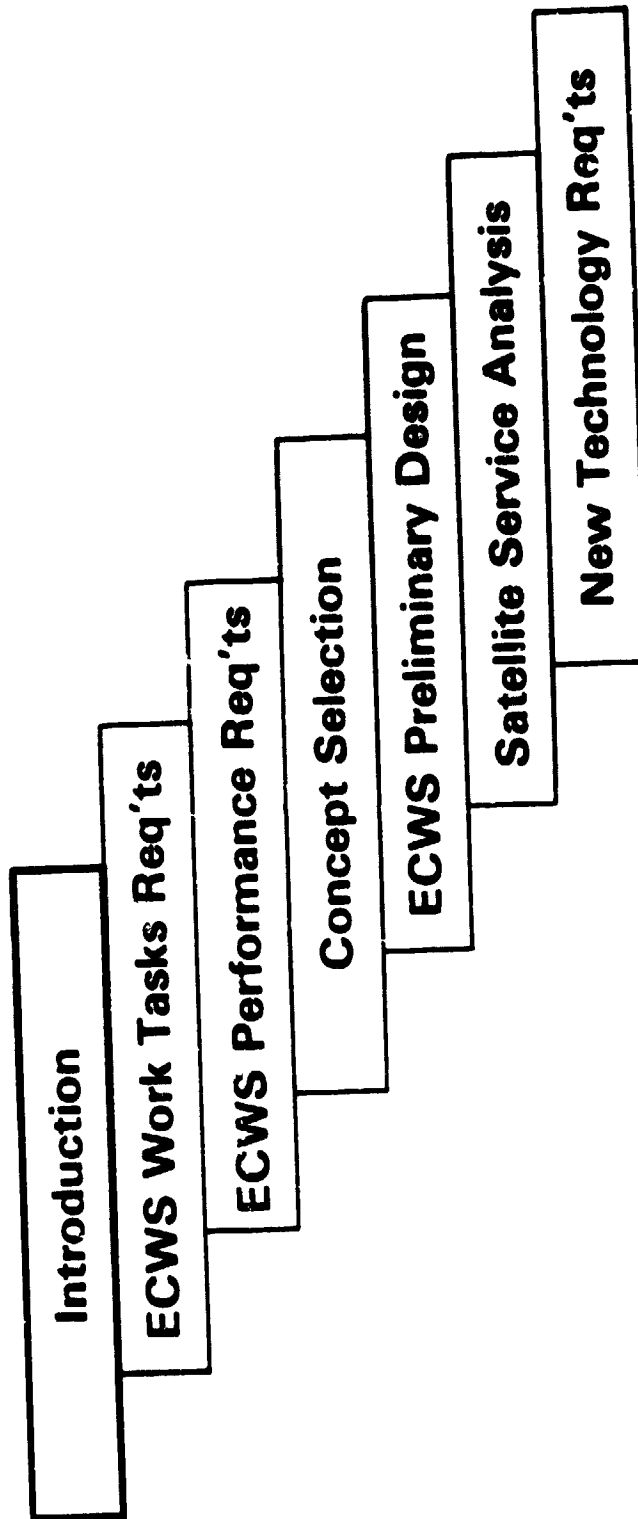 Introduction
ECWS Work Tasks Req'ts
ECWS Performance Req'ts
Concept Selection
ECWS Preliminary Design
Satellite Service Analysis
New Technology Req'ts